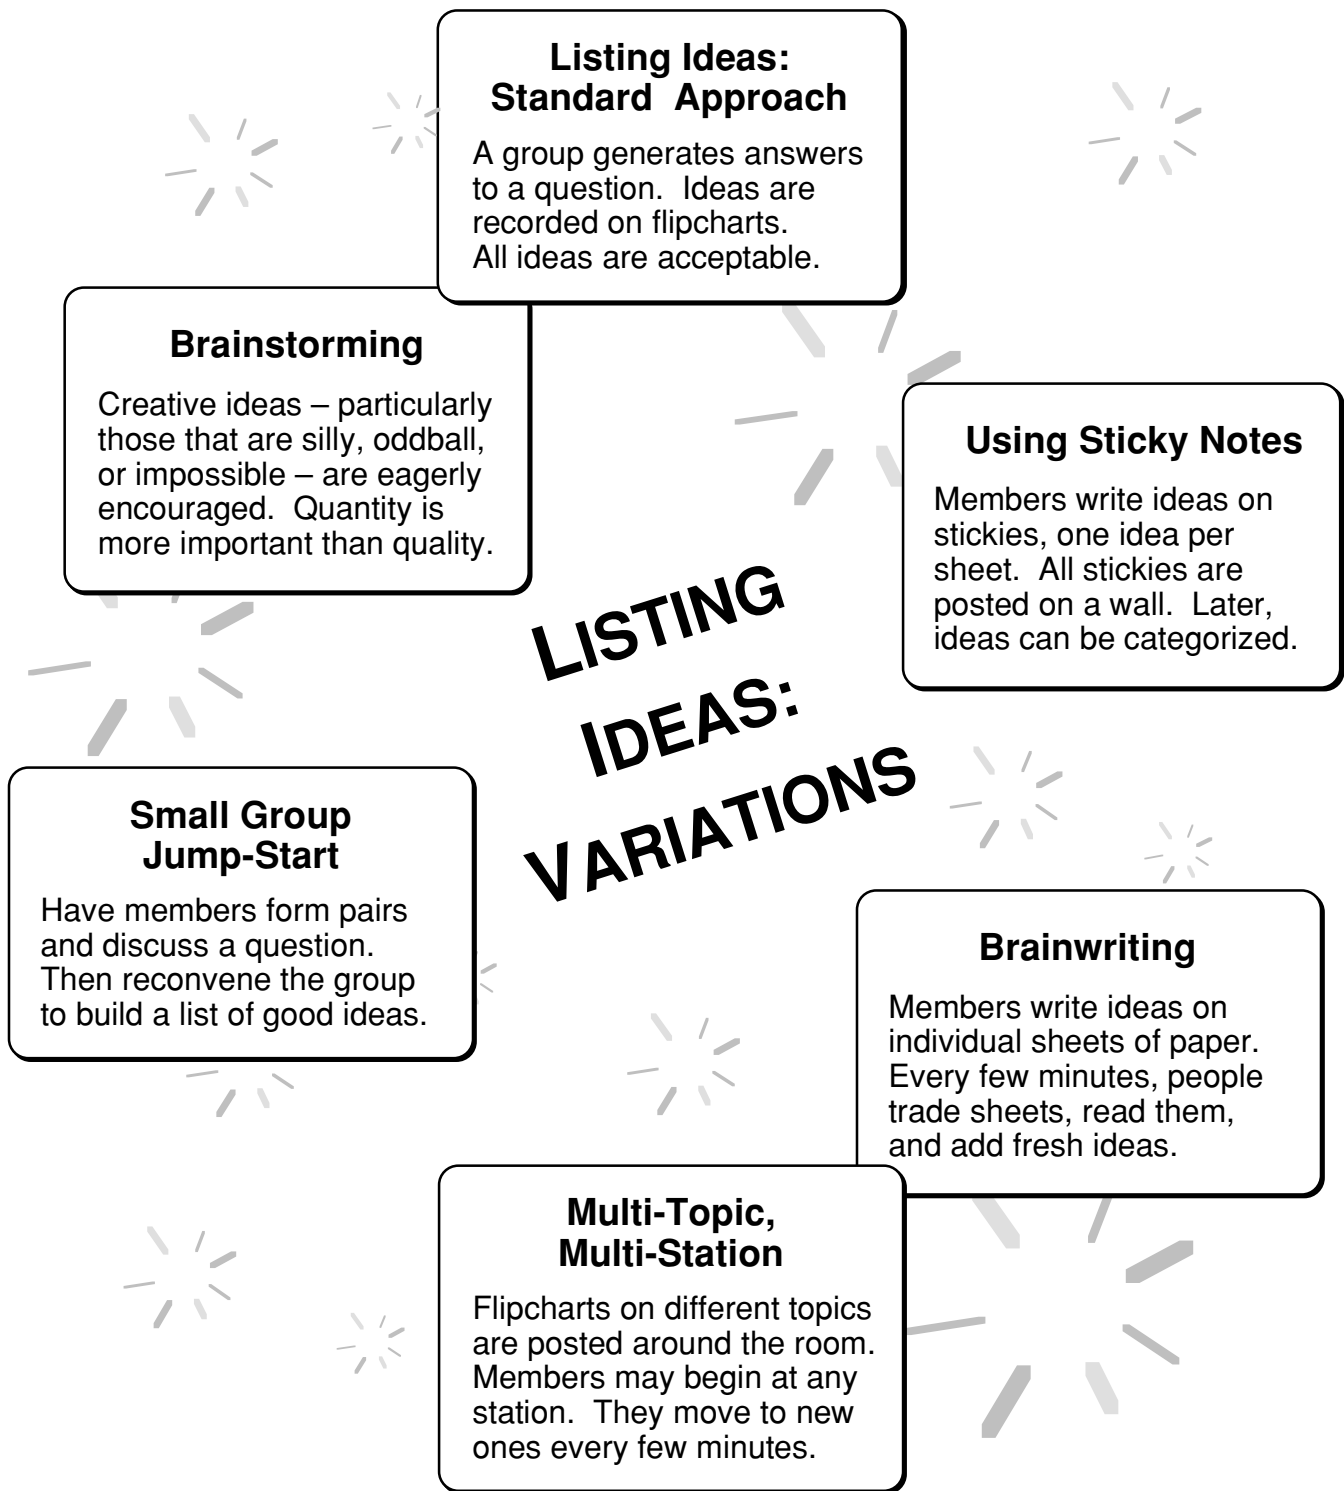 Listing Ideas:
Standard Approach
A group generates answers
to a question. Ideas are
recorded on flipcharts.
All ideas are acceptable.
Brainstorming
Creative ideas – particularly
those that are silly, oddball,
or impossible – are eagerly
encouraged. Quantity is
more important than quality.
Using Sticky Notes
Members write ideas on
stickies, one idea per
sheet. All stickies are
posted on a wall. Later,
ideas can be categorized.
LISTING
IDEAS:
VARIATIONS
Small Group
Jump-Start
Have members form pairs
and discuss a question.
Then reconvene the group
to build a list of good ideas.
Brainwriting
Members write ideas on
individual sheets of paper.
Every few minutes, people
trade sheets, read them,
and add fresh ideas.
Multi-Topic,
Multi-Station
Flipcharts on different topics
are posted around the room.
Members may begin at any
station. They move to new
ones every few minutes.